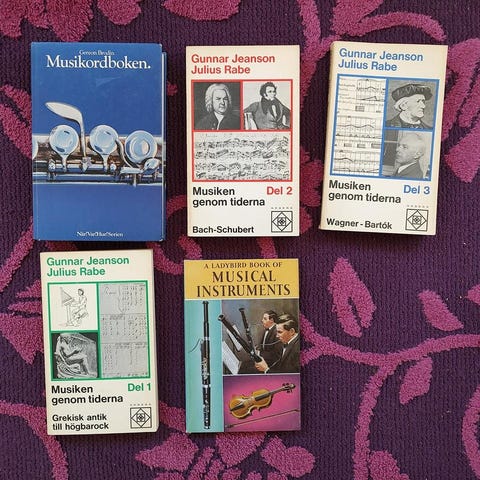 Gereon Brodin
Musikordboken.
När Var Hur Serien
Gunnar Jeanson
Julius Rabe
Musiken
genom tiderna
Del 2
Bach-Schubert
Gunnar Jeanson
Julius Rabe
Musiken
genom tiderna
Del 3
Wagner-Bartók
Gunnar Jeanson
Julius Rabe
Musiken
genom tiderna
Del 1
Grekisk antik
till högbarock
A LADYBIRD BOOK OF
MUSICAL
INSTRUMENTS